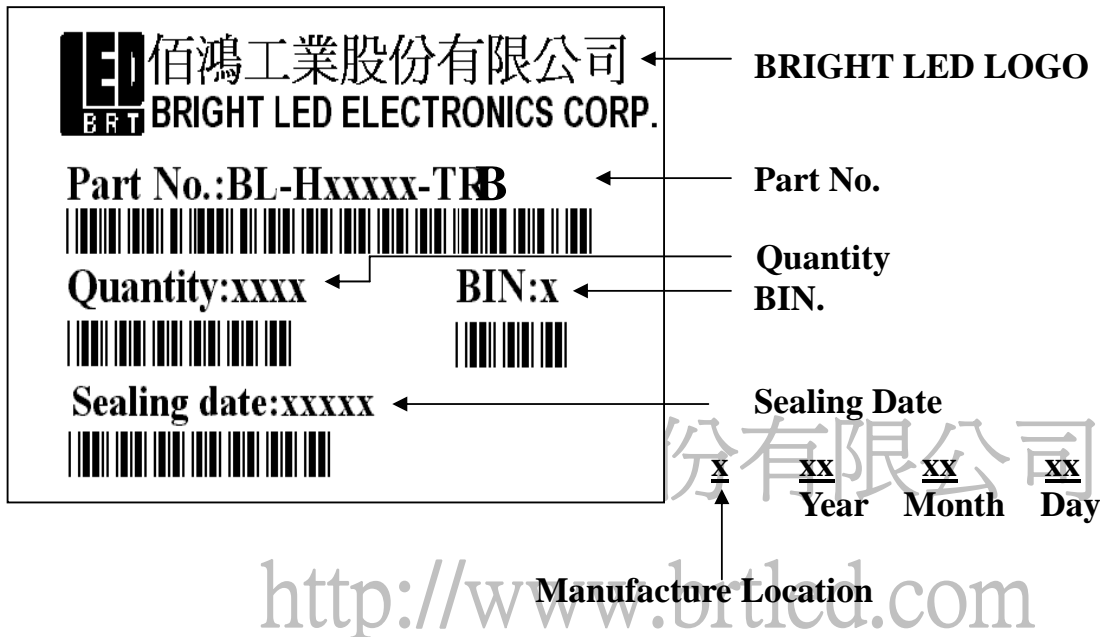 LED 佰鴻工業股份有限公司 BRIGHT LED LOGO
BRT BRIGHT LED ELECTRONICS CORP.
Part No.:BL-Hxxxxx-TRB Part No.
Quantity:xxxx BIN:x Quantity
BIN.
Sealing date:xxxxx Sealing Date
份有限公司
x xx xx xx
Year Month Day
Manufacture Location
http://www.brtled.com